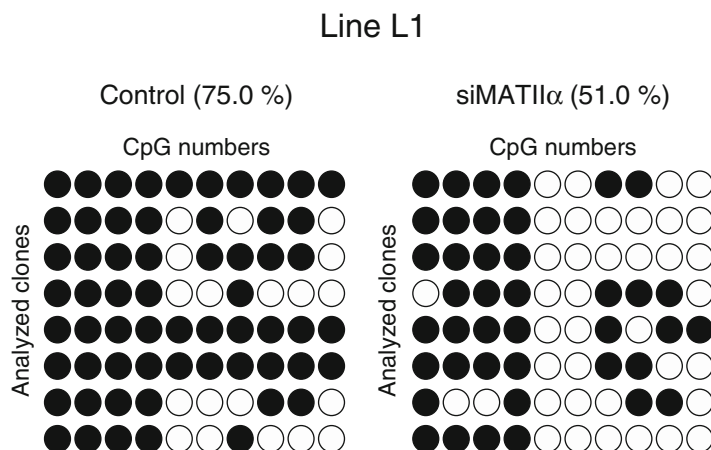 Line L1
Control (75.0 %)
siMATIIα (51.0 %)
CpG numbers
CpG numbers
Analyzed clones
Analyzed clones